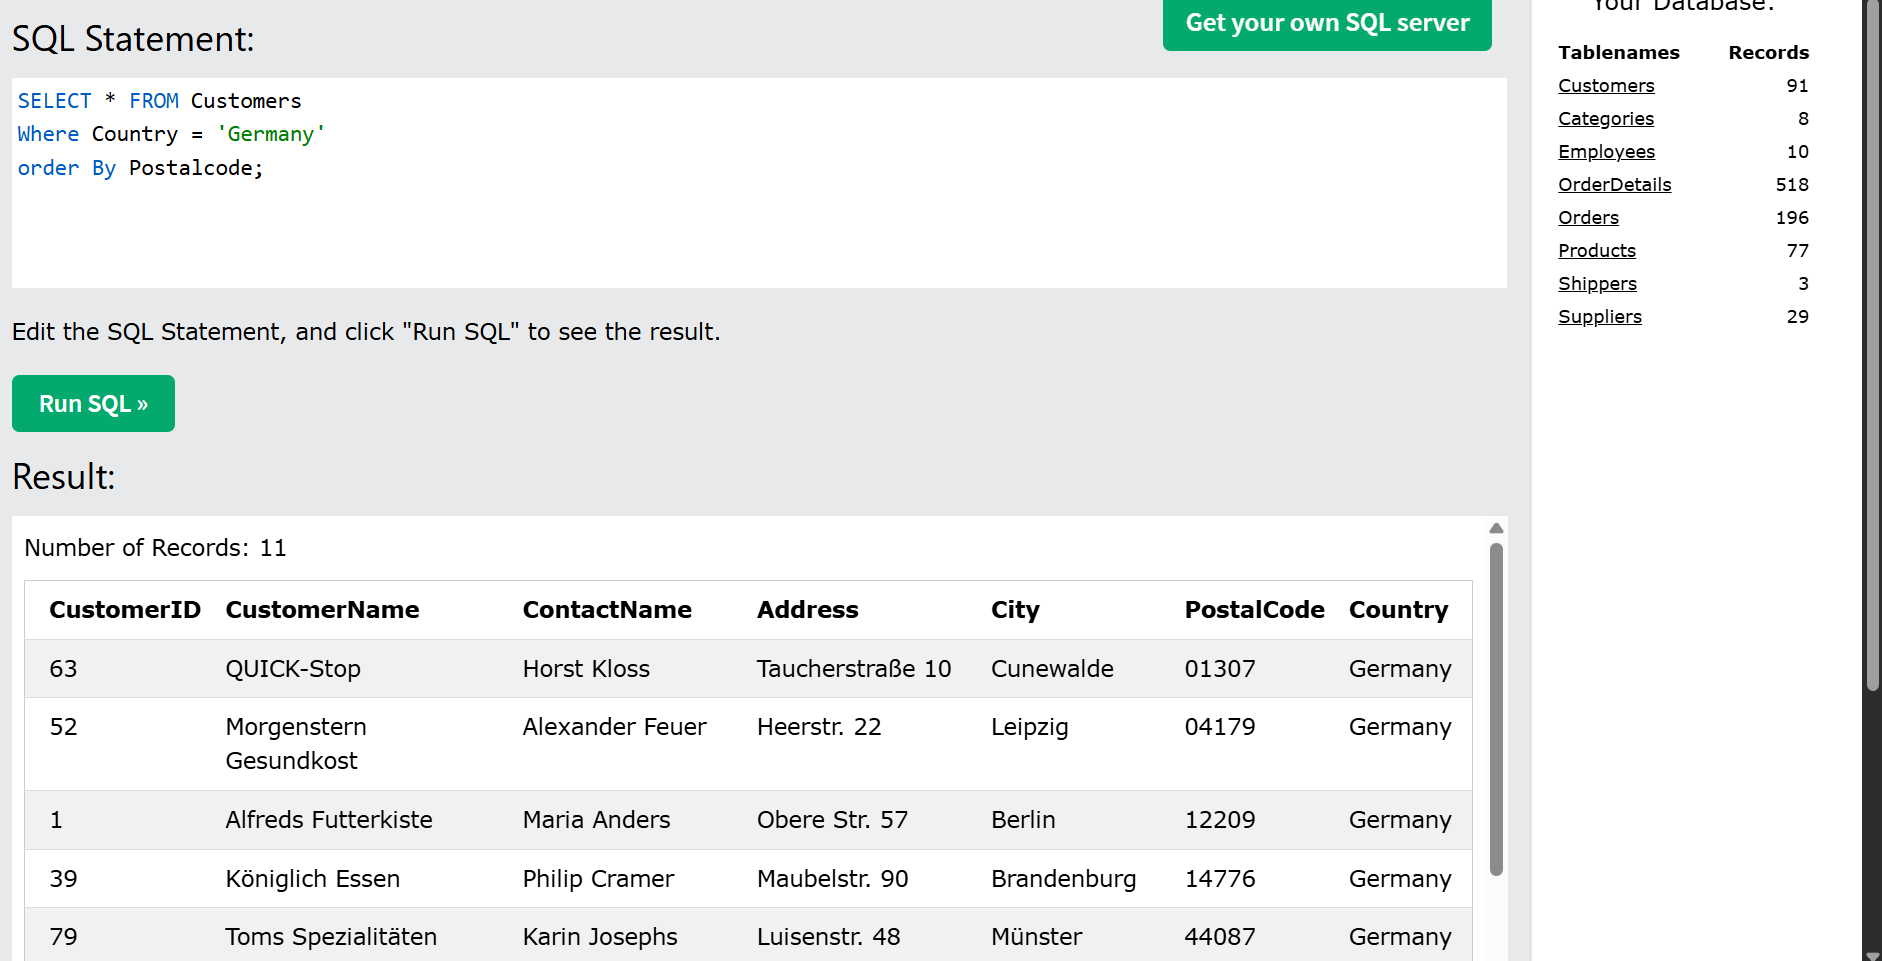 SQL Statement:
Get your own SQL server
SELECT * FROM Customers
Where Country = 'Germany'
order By Postalcode;
Edit the SQL Statement, and click "Run SQL" to see the result.
Run SQL »
Result:
Number of Records: 11
CustomerID CustomerName ContactName Address City PostalCode Country
63 QUICK-Stop Horst Kloss Taucherstraße 10 Cunewalde 01307 Germany
52 Morgenstern Gesundkost Alexander Feuer Heerstr. 22 Leipzig 04179 Germany
1 Alfreds Futterkiste Maria Anders Obere Str. 57 Berlin 12209 Germany
39 Königlich Essen Philip Cramer Maubelstr. 90 Brandenburg 14776 Germany
79 Toms Spezialitäten Karin Josephs Luisenstr. 48 Münster 44087 Germany
Your Database:
Tablenames Records
Customers 91
Categories 8
Employees 10
OrderDetails 518
Orders 196
Products 77
Shippers 3
Suppliers 29